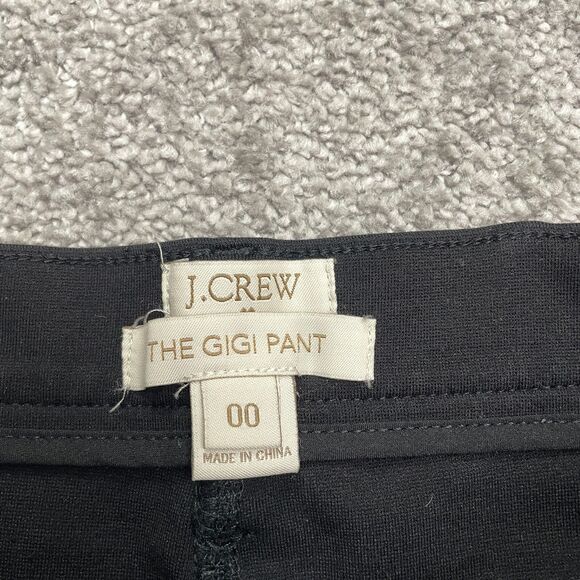 J.CREW
THE GIGI PANT
00
MADE IN CHINA